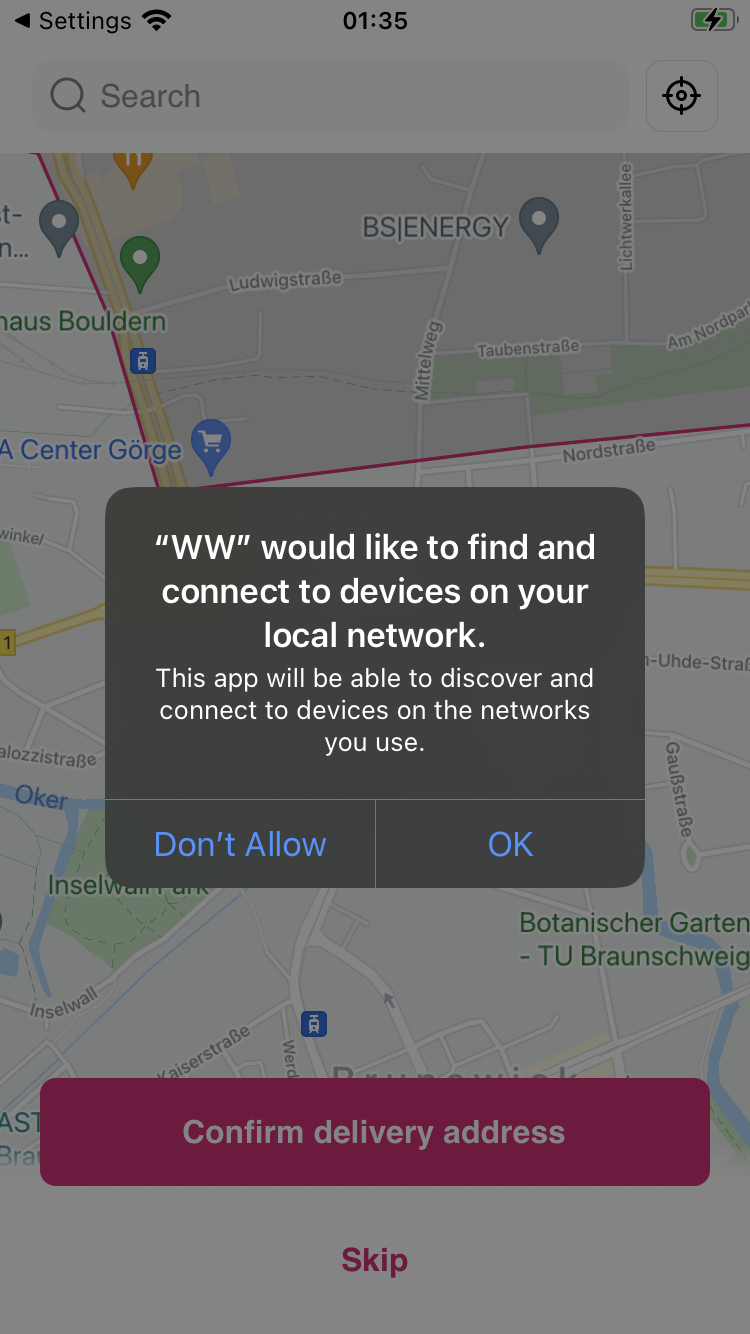 Settings
01:35
Search
st-
n...
BS|ENERGY
Lichtwerkallee
Ludwigstraße
haus Bouldern
Mittelweg
Taubenstraße
Am Nordpark
A Center Görge
Nordstraße
winkel
“WW” would like to find and
connect to devices on your
local network.
This app will be able to discover and
connect to devices on the networks
you use.
1
n-Uhde-Straß
alozzistraße
Gaußstraße
Oker
Don’t Allow
OK
Inselwall Park
Botanischer Garten
- TU Braunschweig
Inselwall
Kaiserstraße
Werd
Brunswick
AST
Brau
Confirm delivery address
Skip